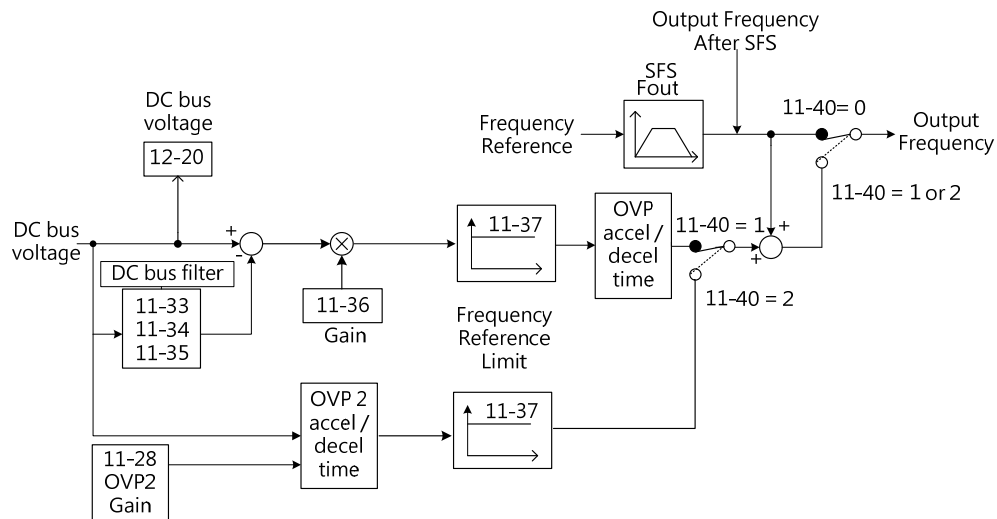 Output Frequency
After SFS
SFS
Fout
Frequency
Reference
11-40= 0
Output
Frequency
11-40 = 1 or 2
DC bus
voltage
12-20
DC bus
voltage
+
-
DC bus filter
11-33
11-34
11-35
11-36
Gain
11-37
OVP
accel /
decel
time
11-40 = 1
+
+
11-40 = 2
Frequency
Reference
Limit
OVP 2
accel /
decel
time
11-37
11-28
OVP2
Gain